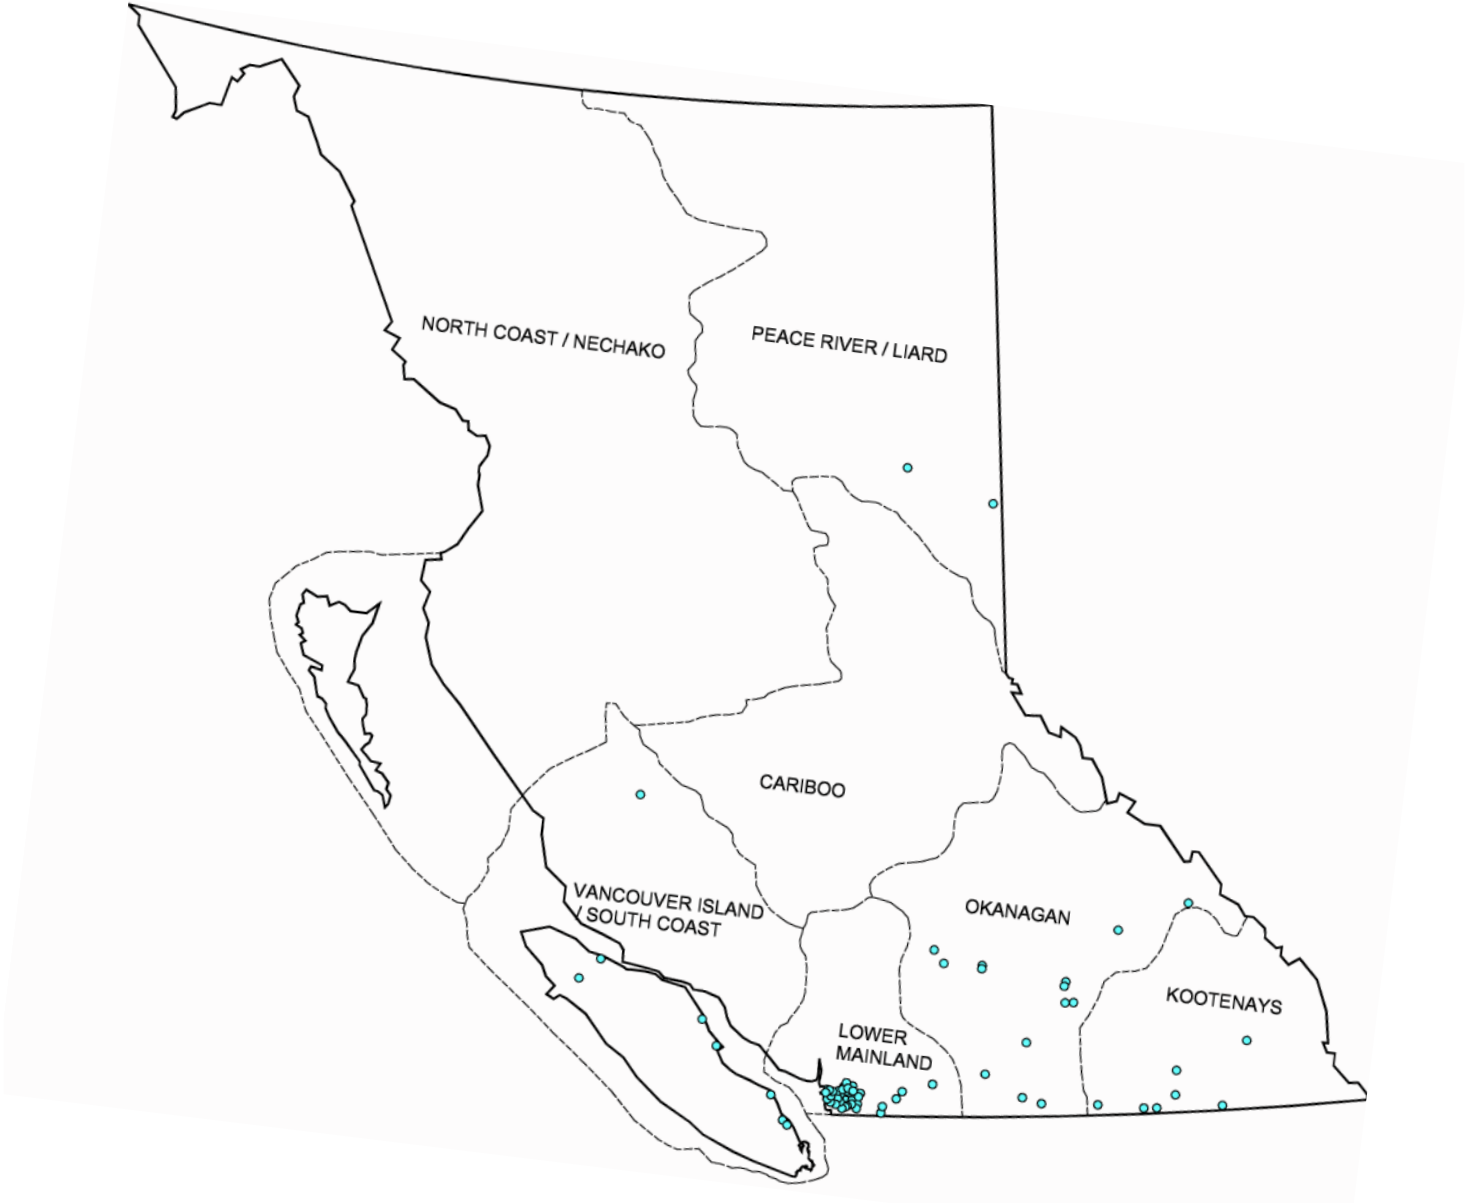 NORTH COAST / NECHAKO
PEACE RIVER / LIARD
CARIBOO
VANCOUVER ISLAND
/ SOUTH COAST
OKANAGAN
KOOTENAYS
LOWER
MAINLAND